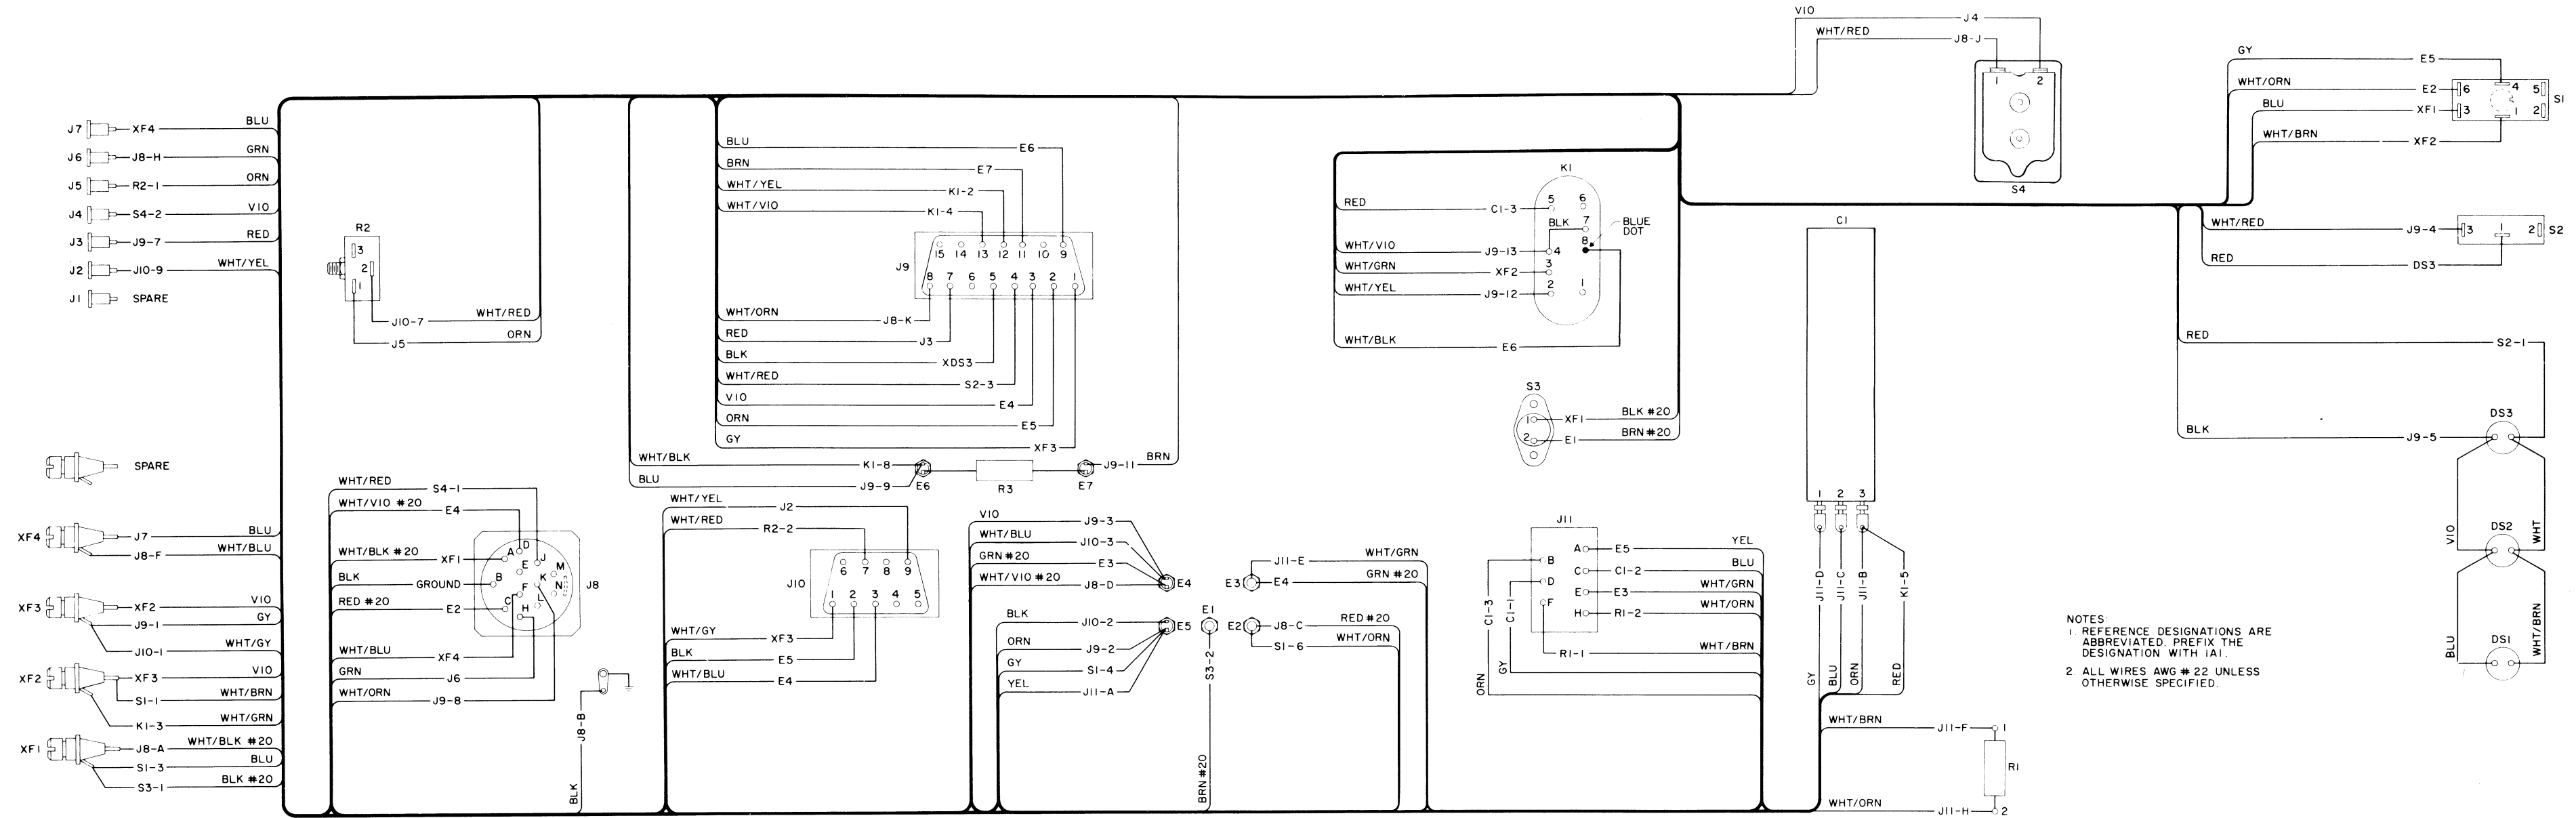 J7 XF4 BLU
J6 J8-H GRN
J5 R2-1 ORN
J4 S4-2 VIO
J3 J9-7 RED
J2 J10-9 WHT/YEL
J1 SPARE
SPARE
XF4 J7 BLU
J8-F WHT/BLU
XF3 XF2 VIO
J9-1 GY
J10-1 WHT/GY
XF2 XF3 VIO
S1-1 WHT/BRN
K1-3 WHT/GRN
XF1 J8-A WHT/BLK #20
S1-3 BLU
S3-1 BLK #20
R2
3
2
1
J10-7 WHT/RED
J5 ORN
WHT/RED S4-1
WHT/VIO #20 E4
WHT/BLK #20 XF1
BLK GROUND
RED #20 E2
WHT/BLU XF4
GRN J6
WHT/ORN J9-8
A D E J B F K M N C L H
J8
J8-B
BLK
BLU E6
BRN E7
WHT/YEL K1-2
WHT/VIO K1-4
J9
15 14 13 12 11 10 9
8 7 6 5 4 3 2 1
WHT/ORN J8-K
RED J3
BLK XDS3
WHT/RED S2-3
VIO E4
ORN E5
GY XF3
WHT/BLK K1-8
BLU J9-9 E6
R3
E7 J9-11 BRN
WHT/YEL J2
WHT/RED R2-2
J10
6 7 8 9
1 2 3 4 5
WHT/GY XF3
BLK E5
WHT/BLU E4
VIO J9-3
WHT/BLU J10-3
GRN #20 E3
WHT/VIO #20 J8-D
E4
BLK J10-2
ORN J9-2
GY S1-4
YEL J11-A
E5
E1
S3-2
BRN #20
J11-E WHT/GRN
E3 E4 GRN #20
E2 J8-C RED #20
S1-6 WHT/ORN
K1
RED C1-3
WHT/VIO J9-13
WHT/GRN XF2
WHT/YEL J9-12
WHT/BLK E6
5 6
BLK 7
8
4
3
2 1
BLUE
DOT
S3
1 XF1 BLK #20
2 E1 BRN #20
J11
B
D
F
A E5 YEL
C C1-2 BLU
E E3 WHT/GRN
H R1-2 WHT/ORN
R1-1 WHT/BRN
C1-3
ORN
C1-1
GY
C1
1 2 3
J11-D
GY
J11-C
BLU
J11-B
ORN
K1-5
RED
WHT/BRN J11-F 1
R1
WHT/ORN J11-H 2
VIO J4
WHT/RED J8-J
1 2
S4
GY E5
WHT/ORN E2
BLU XF1
WHT/BRN XF2
6 4 5
3 1 2
S1
WHT/RED J9-4
RED DS3
3 1 2
S2
RED S2-1
BLK J9-5
DS3
VIO
WHT
DS2
BLU
WHT/BRN
DS1
NOTES:
1. REFERENCE DESIGNATIONS ARE
ABBREVIATED. PREFIX THE
DESIGNATION WITH 1A1.
2. ALL WIRES AWG # 22 UNLESS
OTHERWISE SPECIFIED.